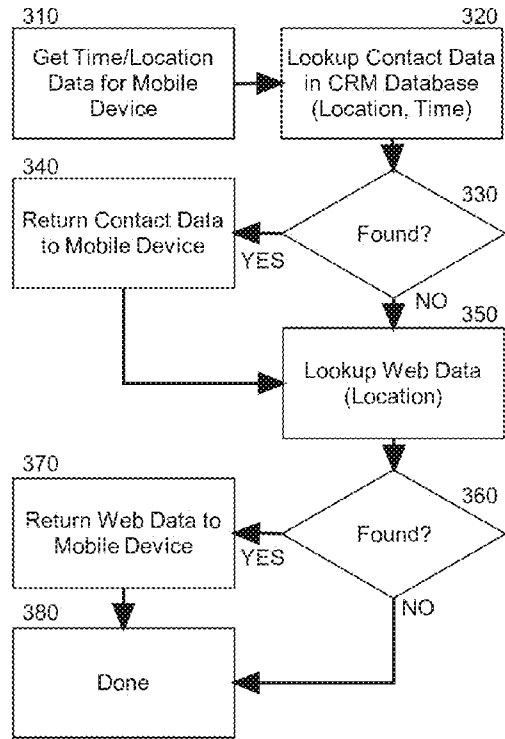 310
Get Time/Location
Data for Mobile
Device
320
Lookup Contact Data
in CRM Database
(Location, Time)
330
Found?
YES
NO
340
Return Contact Data
to Mobile Device
350
Lookup Web Data
(Location)
360
Found?
YES
NO
370
Return Web Data to
Mobile Device
380
Done